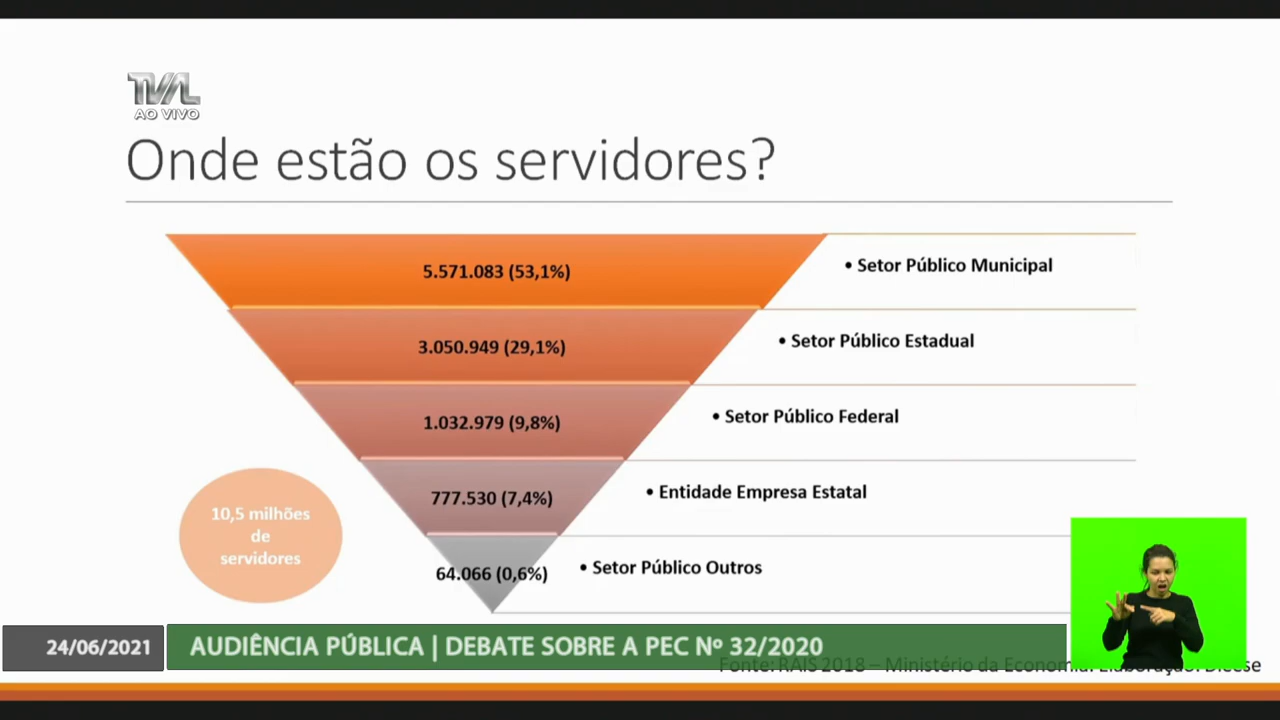 TVAL
AO VIVO
Onde estão os servidores?
5.571.083 (53,1%)
• Setor Público Municipal
3.050.949 (29,1%)
• Setor Público Estadual
1.032.979 (9,8%)
• Setor Público Federal
777.530 (7,4%)
• Entidade Empresa Estatal
64.066 (0,6%)
• Setor Público Outros
10,5 milhões
de
servidores
24/06/2021
AUDIÊNCIA PÚBLICA | DEBATE SOBRE A PEC Nº 32/2020
Fonte: RAIS 2018 – Ministério da Economia. Elaboração: Dieese